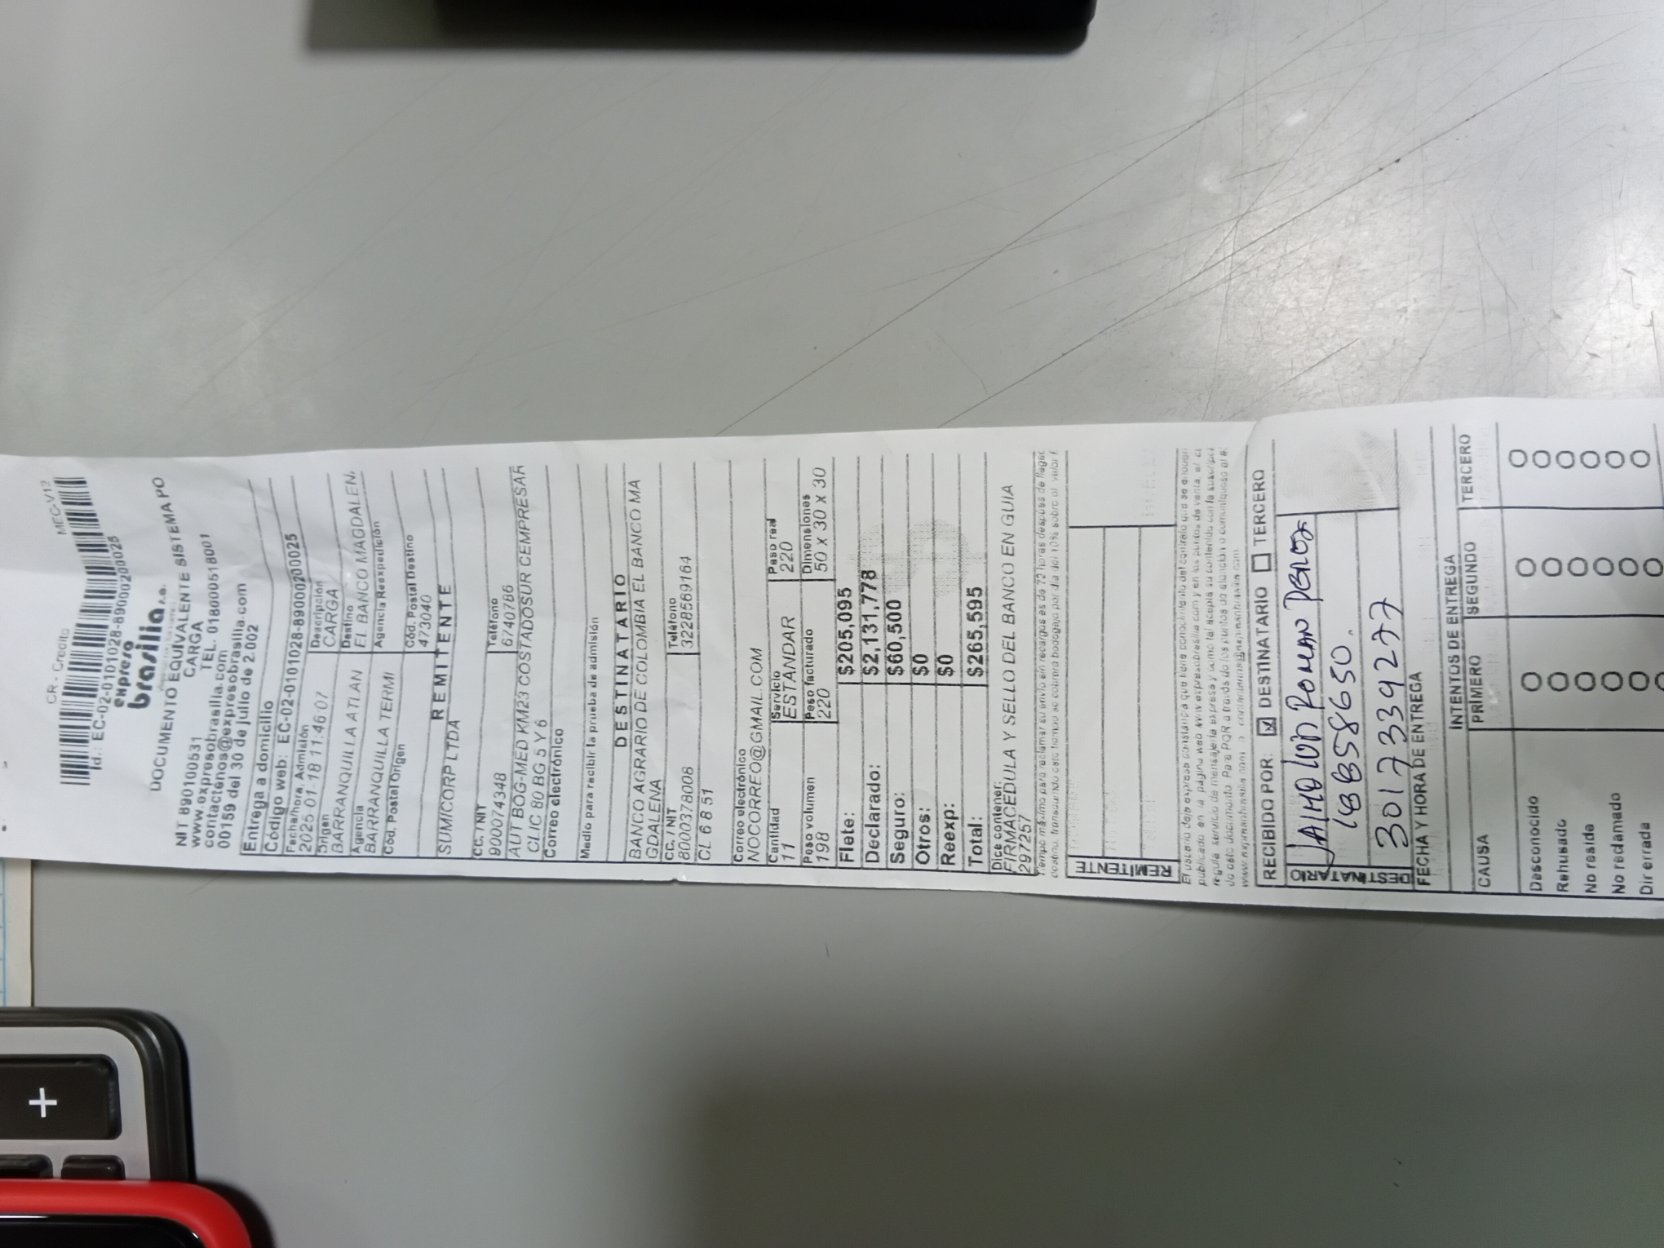 CR - Credito MEC-V12
Id.: EC-02-0101028-8900020​0025
expreso
brasilia s.a.
DOCUMENTO EQUIVALENTE SISTEMA PO
NIT 890100531 CARGA
www.expresobrasilia.com TEL. 018000518001
contactenos@expresobrasilia.com
00159 del 30 de julio de 2.002
Entrega a domicilio
Código web: EC-02-0101028-89000200025
Fecha/hora. Admisión Descripción
2025-01-18 11:46:07 CARGA
Origen Destino
BARRANQUILLA ATLAN EL BANCO MAGDALEN.
Agencia Agencia Reexpedición
BARRANQUILLA TERMI
Cód. Postal Origen Cód. Postal Destino
473040
REMITENTE
SUMICORP LTDA
CC. / NIT Teléfono
900074348 6740766
AUT BOG-MED KM23 COSTADOSUR CEMPRESAR
CLIC 80 BG 5 Y 6
Correo electrónico
Medio para recibir la prueba de admisión
DESTINATARIO
BANCO AGRARIO DE COLOMBIA EL BANCO MA
GDALENA
CC. / NIT Teléfono
8000378008 3228569164
CL 6 8 51
Correo electrónico
NOCORREO@GMAIL.COM
Cantidad Servicio Peso real
11 ESTANDAR 220
Peso volumen Peso facturado Dimensiones
198 220 50 X 30 X 30
Flete: $205,095
Declarado: $2,131,778
Seguro: $60,500
Otros: $0
Reexp: $0
Total: $265,595
Dice contener:
FIRMACEDULA Y SELLO DEL BANCO EN GUIA
297257
REMITENTE
RECIBIDO POR: DESTINATARIO TERCERO
DESTINATARIO
3017339277
FECHA Y HORA DE ENTREGA
INTENTOS DE ENTREGA
CAUSA PRIMERO SEGUNDO TERCERO
Desconocido
Rehusado
No reside
No reclamado
Dir errada
+